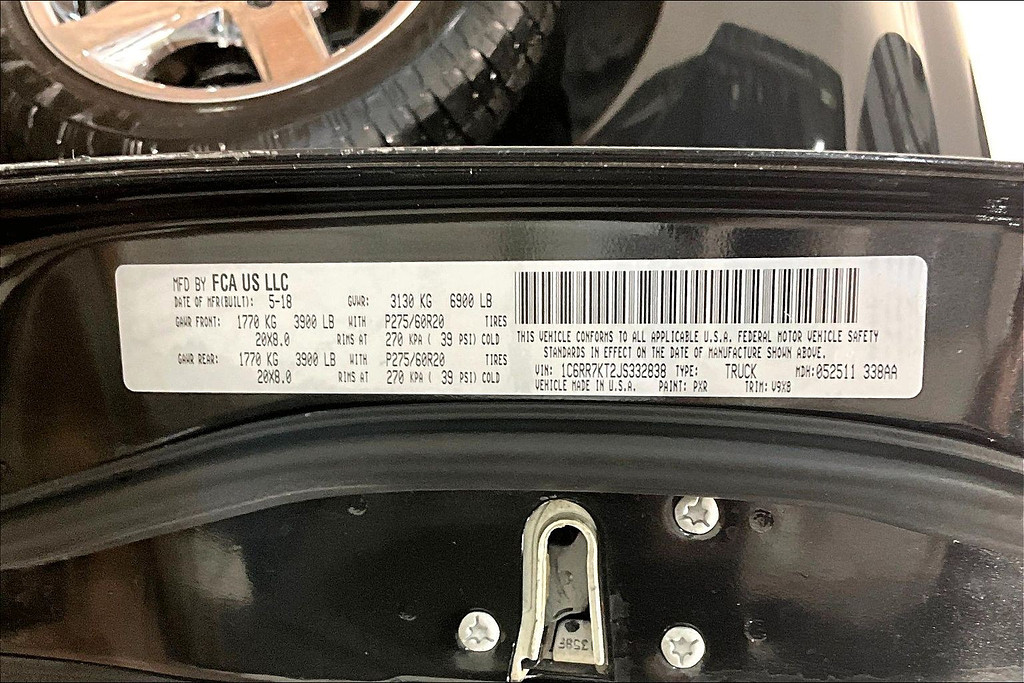 MFD BY FCA US LLC
DATE OF MFR(BUILT): 5-18 GVWR: 3130 KG 6900 LB
GAWR FRONT: 1770 KG 3900 LB WITH P275/60R20 TIRES
20X8.0 RIMS AT 270 KPA ( 39 PSI) COLD
GAWR REAR: 1770 KG 3900 LB WITH P275/60R20 TIRES
20X8.0 RIMS AT 270 KPA ( 39 PSI) COLD
THIS VEHICLE CONFORMS TO ALL APPLICABLE U.S.A. FEDERAL MOTOR VEHICLE SAFETY
STANDARDS IN EFFECT ON THE DATE OF MANUFACTURE SHOWN ABOVE.
VIN: 1C6RR7KT2JS332838 TYPE: TRUCK MDH:052511 338AA
VEHICLE MADE IN U.S.A. PAINT: PXR TRIM: V9X8